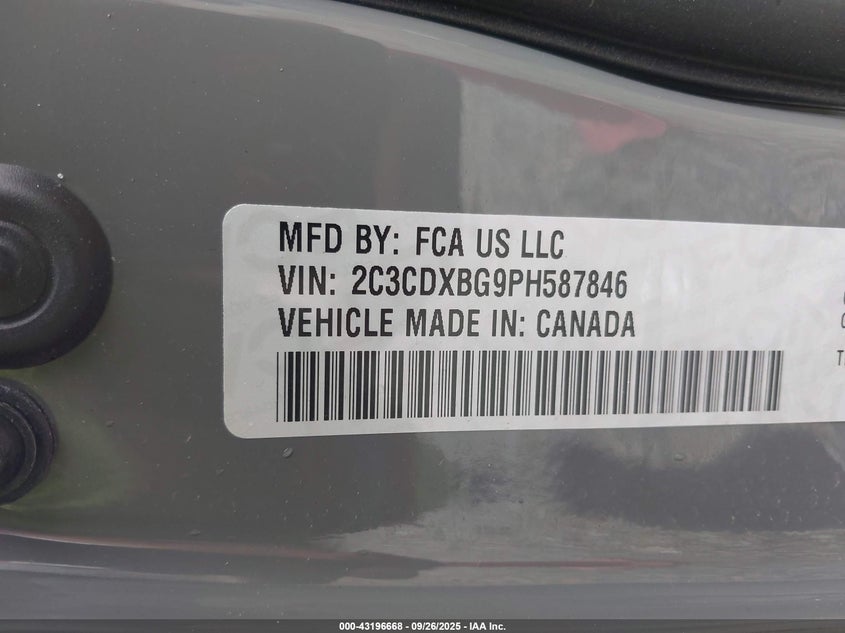 MFD BY: FCA US LLC
VIN: 2C3CDXBG9PH587846
VEHICLE MADE IN: CANADA
000-43196668 - 09/26/2025 - IAA Inc.